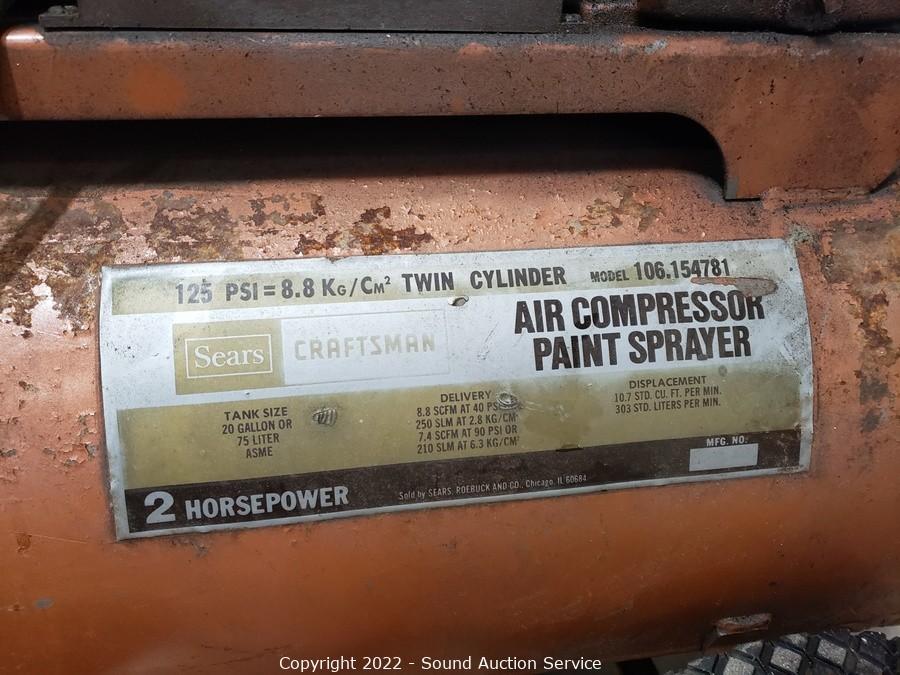 125 PSI = 8.8 KG/CM² TWIN CYLINDER MODEL 106.154781
Sears CRAFTSMAN
AIR COMPRESSOR
PAINT SPRAYER
TANK SIZE
20 GALLON OR
75 LITER
ASME
DELIVERY
8.8 SCFM AT 40 PSI
250 SLM AT 2.8 KG/CM²
7.4 SCFM AT 90 PSI OR
210 SLM AT 6.3 KG/CM²
DISPLACEMENT
10.7 STD. CU. FT. PER MIN.
303 STD. LITERS PER MIN.
MFG. NO.
2 HORSEPOWER
Sold by SEARS, ROEBUCK AND CO., Chicago, IL 60684
Copyright 2022 - Sound Auction Service